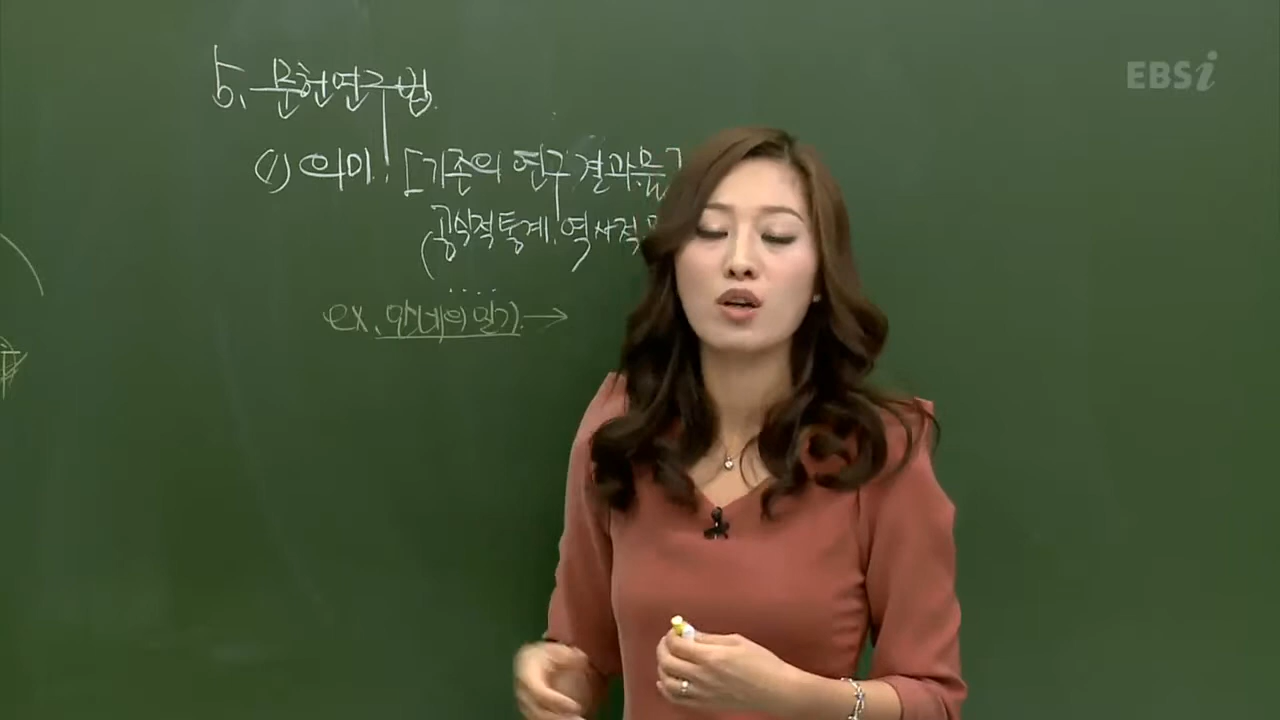 5. 문헌연구법.
(1) 의미. [기존의 연구결과물]
(공식적통계. 역사적
ex. 안네의 일기. →
EBSi